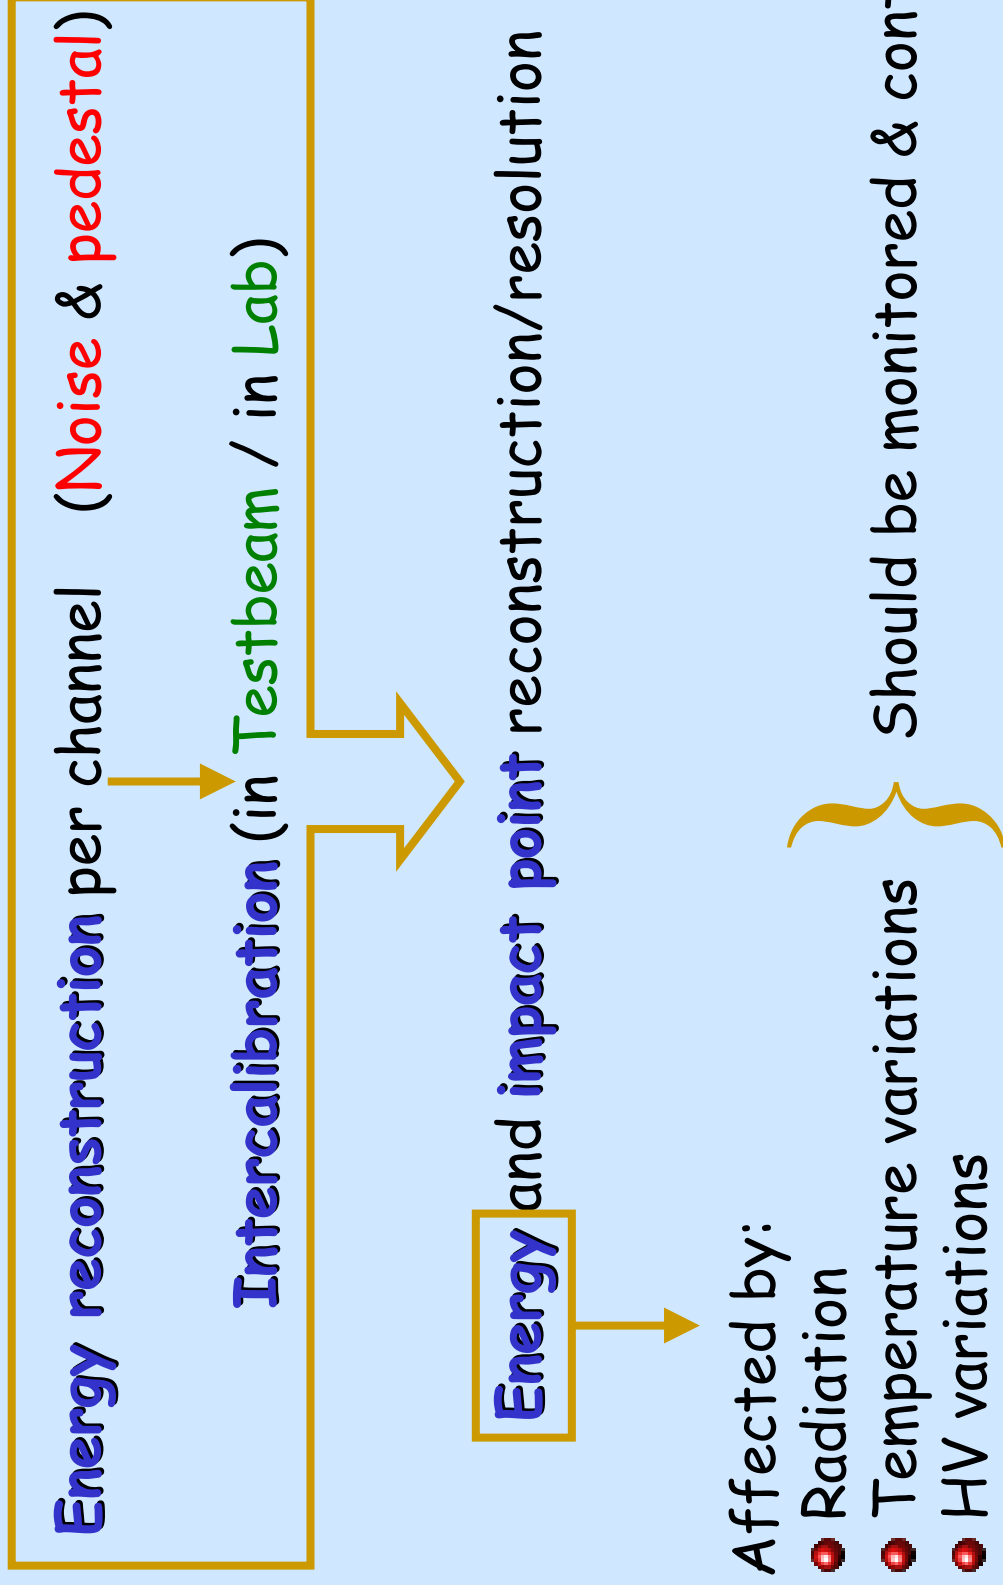 Energy reconstruction per channel (Noise & pedestal)
Intercalibration (in Testbeam / in Lab)
Energy and impact point reconstruction/resolution
Affected by:
Radiation
Temperature variations
HV variations
Should be monitored &